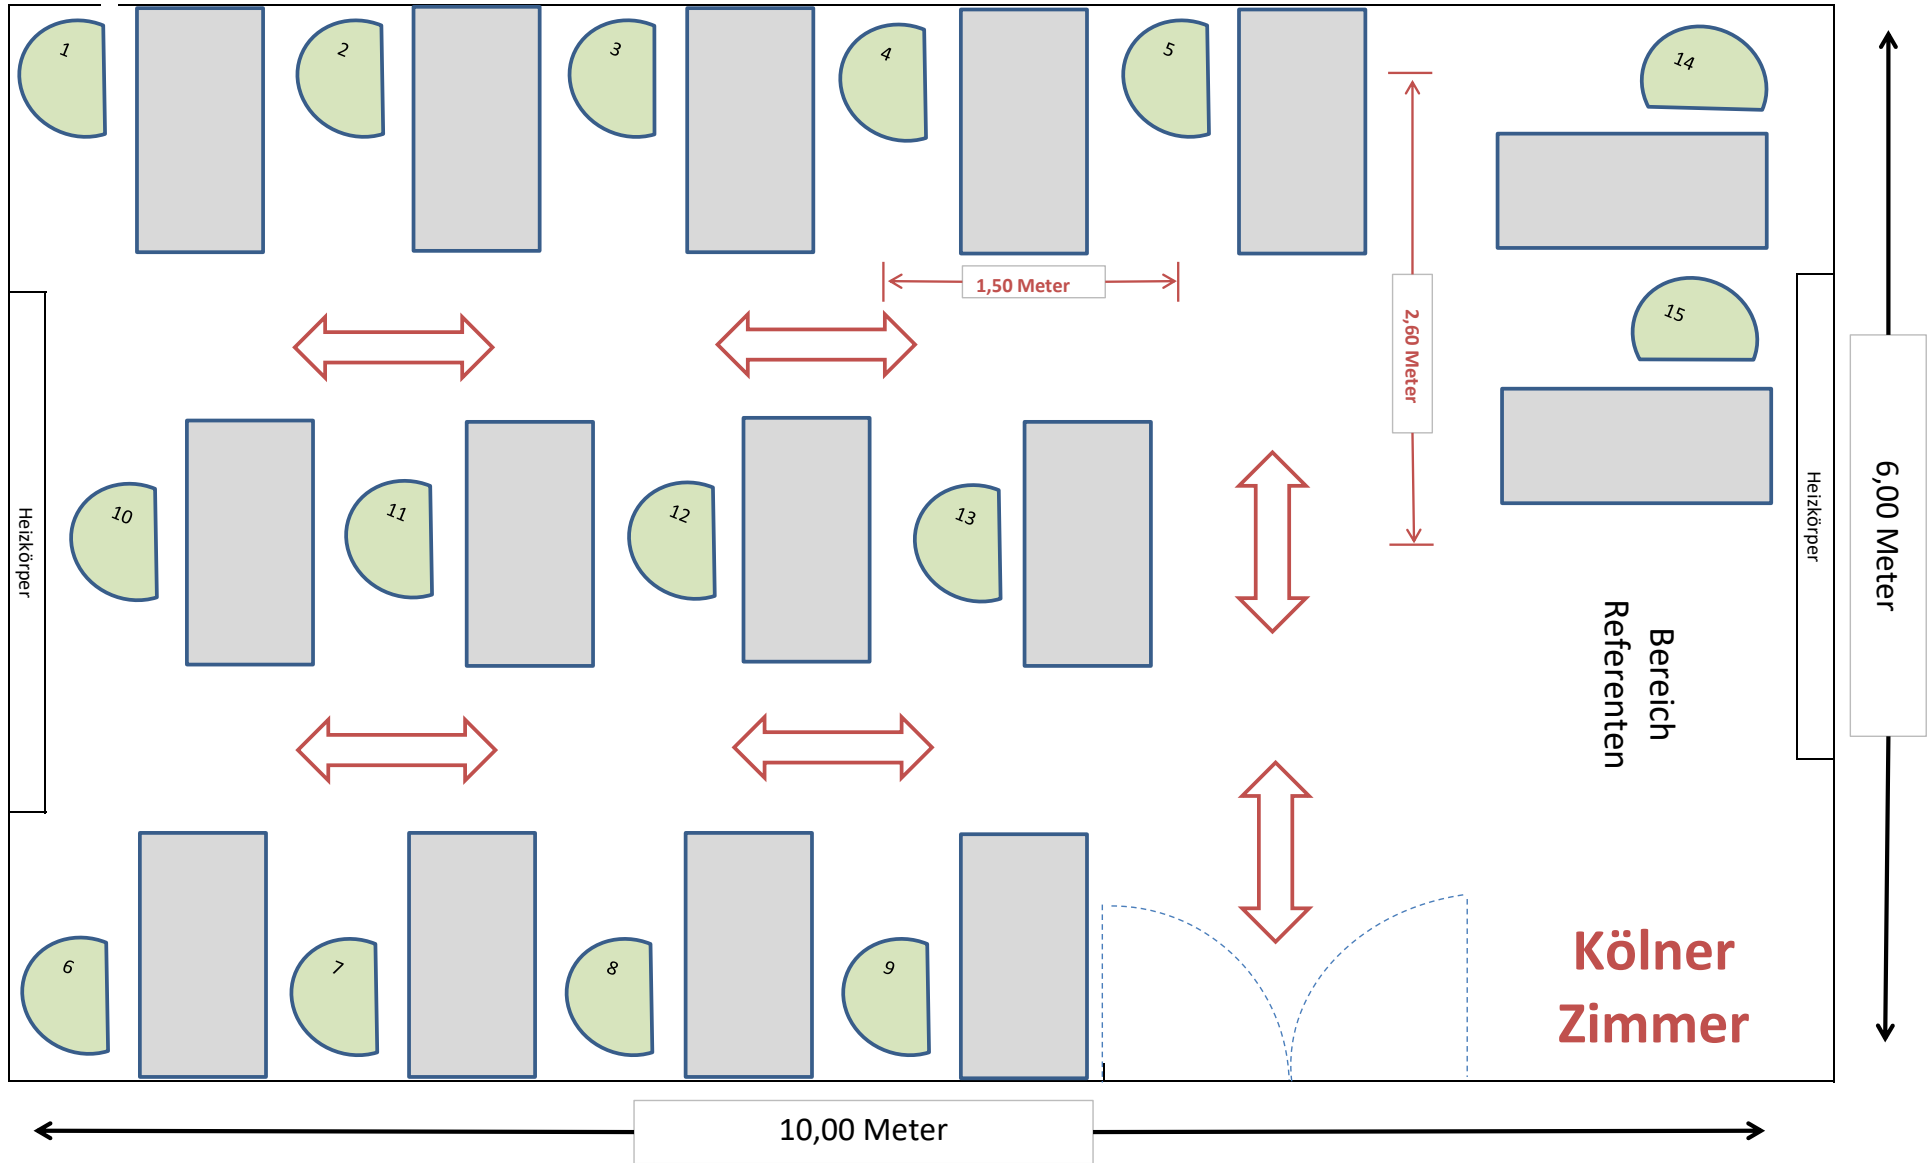 1
2
3
4
5
14
1,50 Meter
2,60 Meter
15
Heizkörper
10
11
12
13
Heizkörper
6,00 Meter
Bereich
Referenten
6
7
8
9
Kölner
Zimmer
10,00 Meter